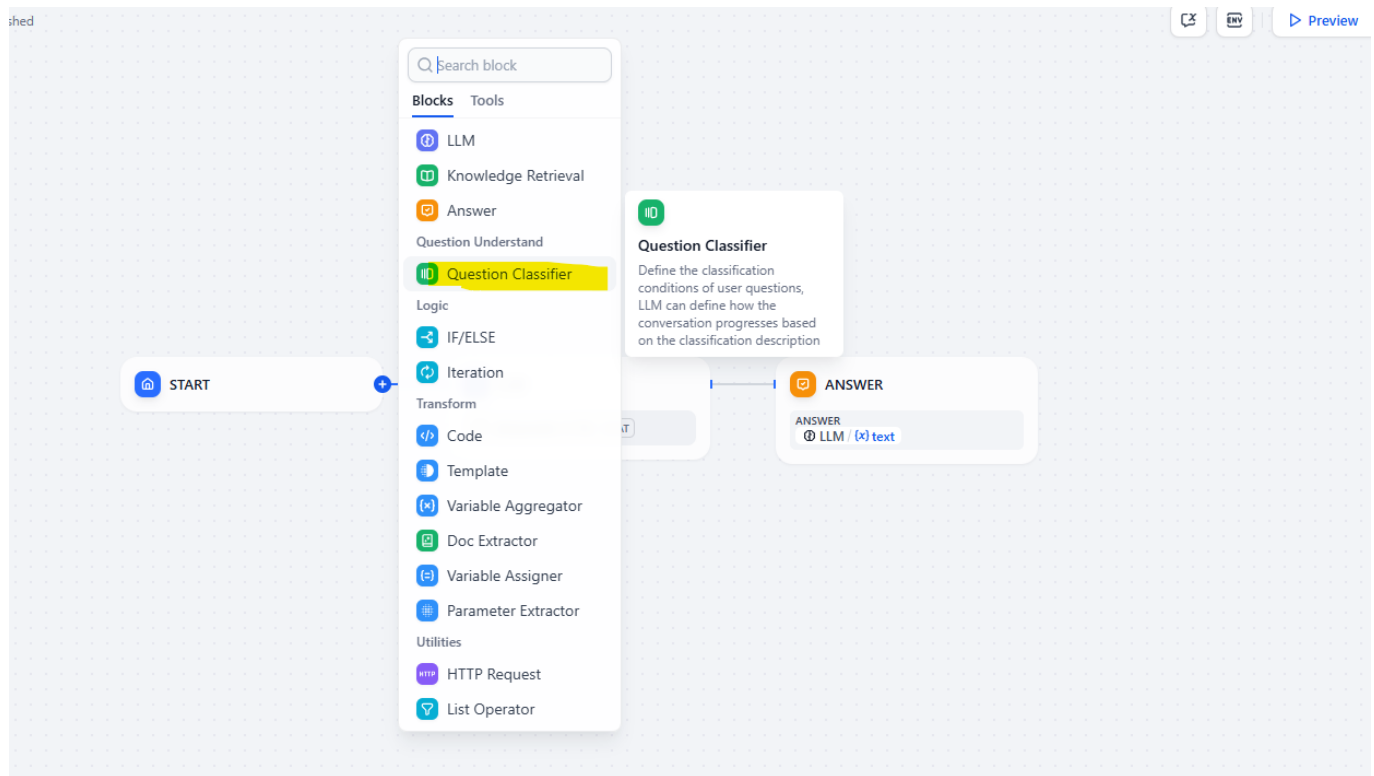 shed
ENV
Preview
Search block
Blocks Tools
LLM
Knowledge Retrieval
Answer
Question Understand
Question Classifier
Logic
IF/ELSE
Iteration
Transform
Code
Template
Variable Aggregator
Doc Extractor
Variable Assigner
Parameter Extractor
Utilities
HTTP HTTP Request
List Operator
Question Classifier
Define the classification
conditions of user questions,
LLM can define how the
conversation progresses based
on the classification description
START
AT
ANSWER
ANSWER
LLM / {x} text